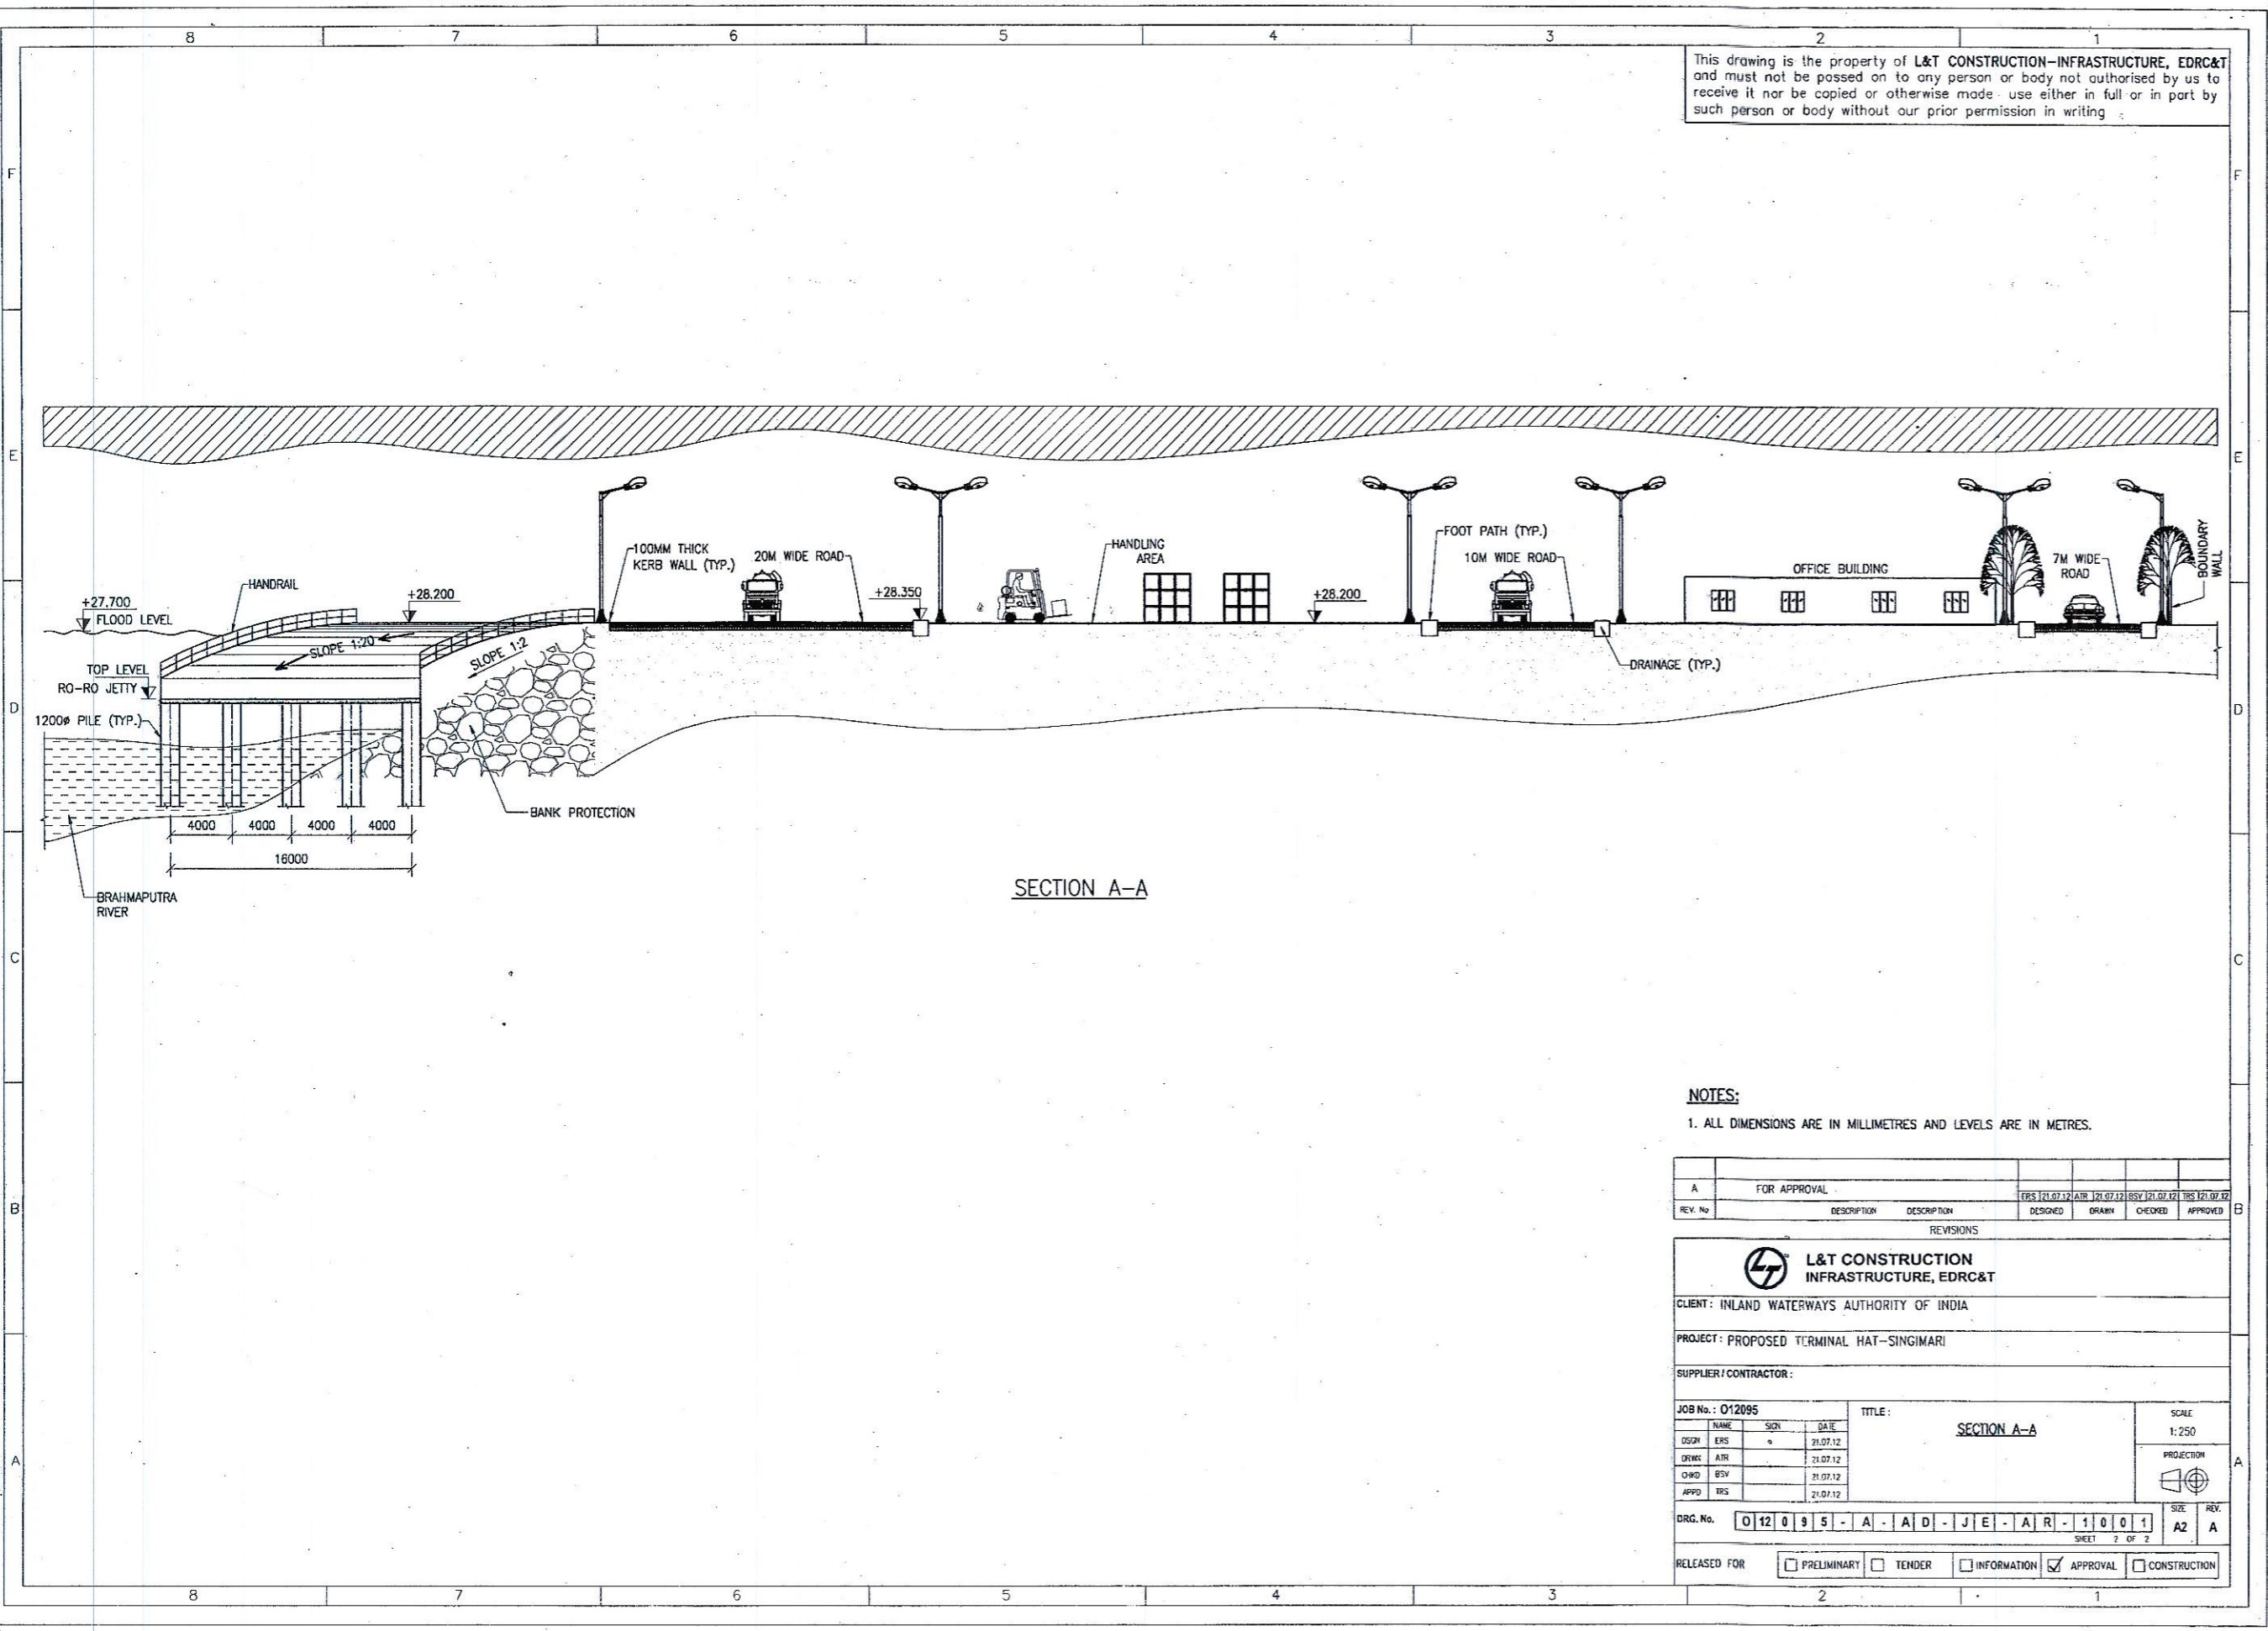 8 7 6 5 4 3 2 1
This drawing is the property of L&T CONSTRUCTION-INFRASTRUCTURE, EDRC&T
and must not be passed on to any person or body not authorised by us to
receive it nor be copied or otherwise made use either in full or in part by
such person or body without our prior permission in writing
F F
E E
100MM THICK
KERB WALL (TYP.)
20M WIDE ROAD
HANDLING
AREA
FOOT PATH (TYP.)
10M WIDE ROAD
OFFICE BUILDING
7M WIDE
ROAD
BOUNDARY
WALL
HANDRAIL
+27.700
FLOOD LEVEL
+28.200
+28.350
+28.200
SLOPE 1:20
SLOPE 1:2
DRAINAGE (TYP.)
TOP LEVEL
RO-RO JETTY
D D
1200ø PILE (TYP.)
BANK PROTECTION
4000 4000 4000 4000
16000
BRAHMAPUTRA
RIVER
SECTION A-A
C C
NOTES:
1. ALL DIMENSIONS ARE IN MILLIMETRES AND LEVELS ARE IN METRES.
A FOR APPROVAL ERS 21.07.12 ATR 21.07.12 BSV 21.07.12 TRS 21.07.12
REV. No DESCRIPTION DESCRIPTION DESIGNED DRAWN CHECKED APPROVED
B B
REVISIONS
L&T CONSTRUCTION
INFRASTRUCTURE, EDRC&T
CLIENT: INLAND WATERWAYS AUTHORITY OF INDIA
PROJECT: PROPOSED TERMINAL HAT-SINGIMARI
SUPPLIER/CONTRACTOR:
JOB No.: O12095
NAME SIGN DATE
DSGN ERS 21.07.12
DRWN ATR 21.07.12
CHKD BSV 21.07.12
APPD TRS 21.07.12
TITLE:
SECTION A-A
SCALE
1:250
PROJECTION
A A
DRG. No. O12095-A-AD-JE-AR-1001
SHEET 2 OF 2
SIZE
A2
REV.
A
RELEASED FOR PRELIMINARY TENDER INFORMATION APPROVAL CONSTRUCTION
8 7 6 5 4 3 2 1